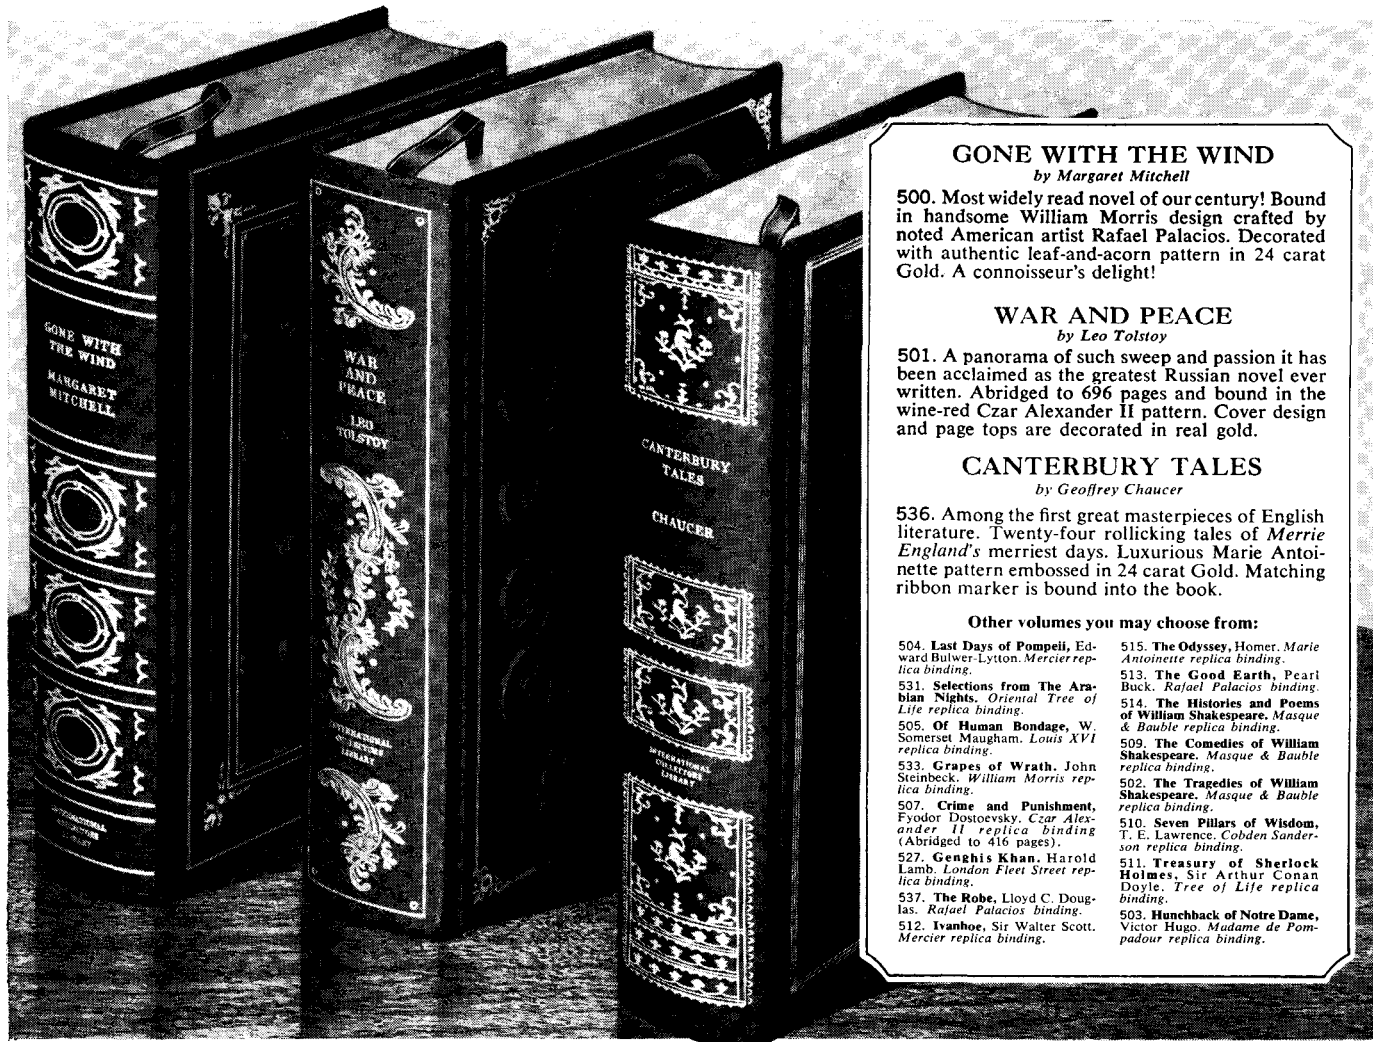 GONE WITH
THE WIND
MARGARET
MITCHELL
WAR
AND
PEACE
LEO
TOLSTOY
LIBRARY
CANTERBURY
TALES
CHAUCER
INTERNATIONAL
COLLECTORS
LIBRARY
GONE WITH THE WIND
by Margaret Mitchell
500. Most widely read novel of our century! Bound
in handsome William Morris design crafted by
noted American artist Rafael Palacios. Decorated
with authentic leaf-and-acorn pattern in 24 carat
Gold. A connoisseur's delight!
WAR AND PEACE
by Leo Tolstoy
501. A panorama of such sweep and passion it has
been acclaimed as the greatest Russian novel ever
written. Abridged to 696 pages and bound in the
wine-red Czar Alexander II pattern. Cover design
and page tops are decorated in real gold.
CANTERBURY TALES
by Geoffrey Chaucer
536. Among the first great masterpieces of English
literature. Twenty-four rollicking tales of Merrie
England's merriest days. Luxurious Marie Antoi-
nette pattern embossed in 24 carat Gold. Matching
ribbon marker is bound into the book.
Other volumes you may choose from:
504. Last Days of Pompeii, Ed-
ward Bulwer-Lytton. Mercier rep-
lica binding.
531. Selections from The Ara-
bian Nights. Oriental Tree of
Life replica binding.
505. Of Human Bondage, W.
Somerset Maugham. Louis XVI
replica binding.
533. Grapes of Wrath. John
Steinbeck. William Morris rep-
lica binding.
507. Crime and Punishment,
Fyodor Dostoevsky. Czar Alex-
ander II replica binding
(Abridged to 416 pages).
527. Genghis Khan. Harold
Lamb. London Fleet Street rep-
lica binding.
537. The Robe, Lloyd C. Doug-
las. Rafael Palacios binding.
512. Ivanhoe, Sir Walter Scott.
Mercier replica binding.
515. The Odyssey, Homer. Marie
Antoinette replica binding.
513. The Good Earth, Pearl
Buck. Rafael Palacios binding.
514. The Histories and Poems
of William Shakespeare. Masque
& Bauble replica binding.
509. The Comedies of William
Shakespeare. Masque & Bauble
replica binding.
502. The Tragedies of William
Shakespeare. Masque & Bauble
replica binding.
510. Seven Pillars of Wisdom,
T. E. Lawrence. Cobden Sander-
son replica binding.
511. Treasury of Sherlock
Holmes, Sir Arthur Conan
Doyle. Tree of Life replica
binding.
503. Hunchback of Notre Dame,
Victor Hugo. Madame de Pom-
padour replica binding.